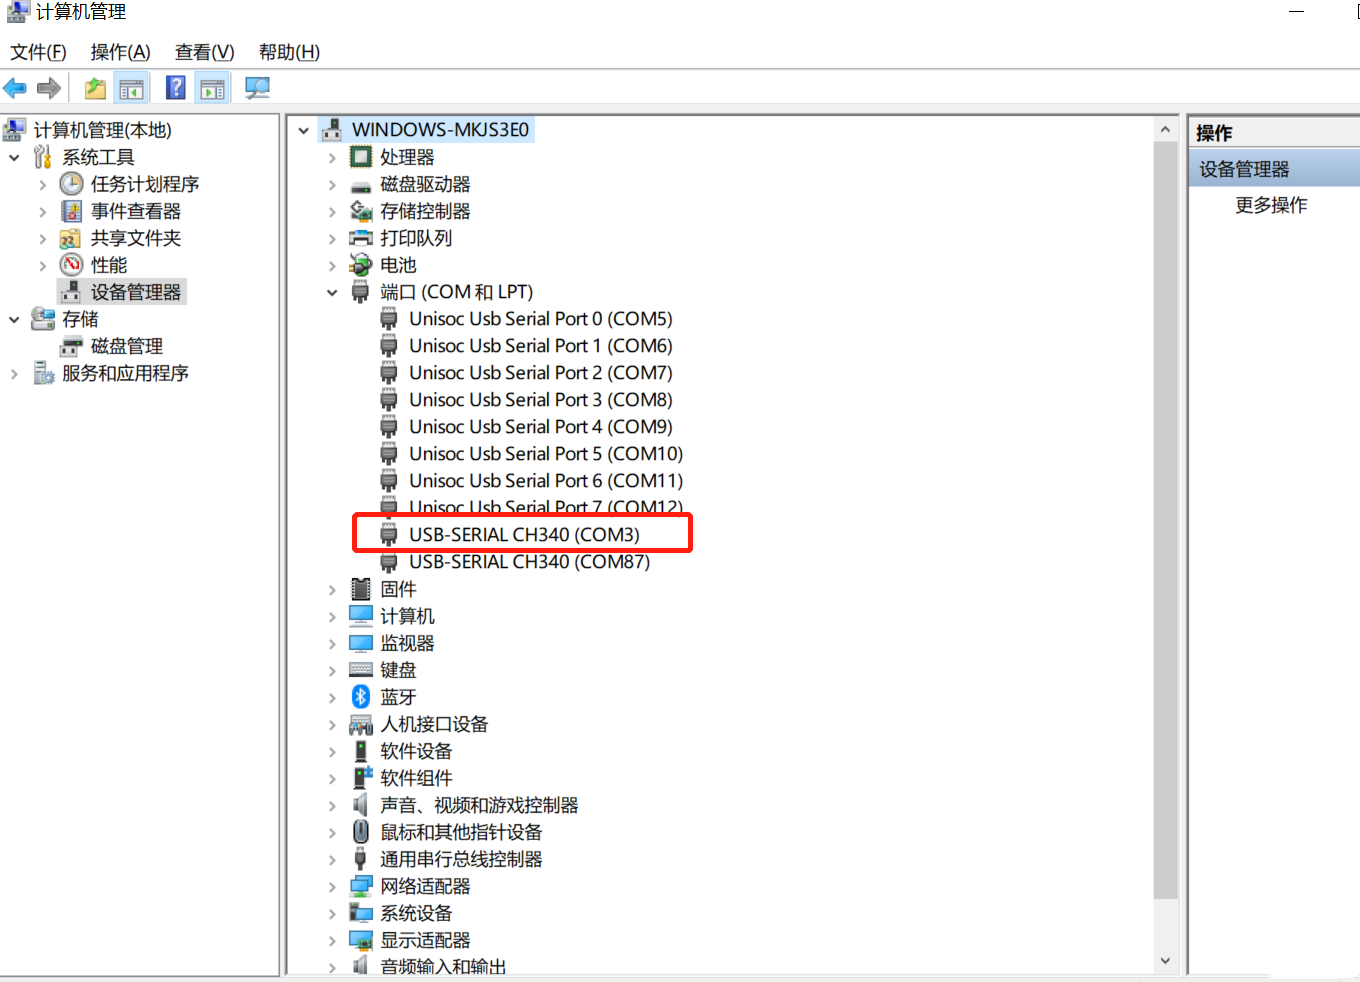 计算机管理
文件(F) 操作(A) 查看(V) 帮助(H)
计算机管理(本地)
系统工具
任务计划程序
事件查看器
共享文件夹
性能
设备管理器
存储
磁盘管理
服务和应用程序
WINDOWS-MKJS3E0
处理器
磁盘驱动器
存储控制器
打印队列
电池
端口 (COM 和 LPT)
Unisoc Usb Serial Port 0 (COM5)
Unisoc Usb Serial Port 1 (COM6)
Unisoc Usb Serial Port 2 (COM7)
Unisoc Usb Serial Port 3 (COM8)
Unisoc Usb Serial Port 4 (COM9)
Unisoc Usb Serial Port 5 (COM10)
Unisoc Usb Serial Port 6 (COM11)
Unisoc Usb Serial Port 7 (COM12)
USB-SERIAL CH340 (COM3)
USB-SERIAL CH340 (COM87)
固件
计算机
监视器
键盘
蓝牙
人机接口设备
软件设备
软件组件
声音、视频和游戏控制器
鼠标和其他指针设备
通用串行总线控制器
网络适配器
系统设备
显示适配器
音频输入和输出
操作
设备管理器
更多操作